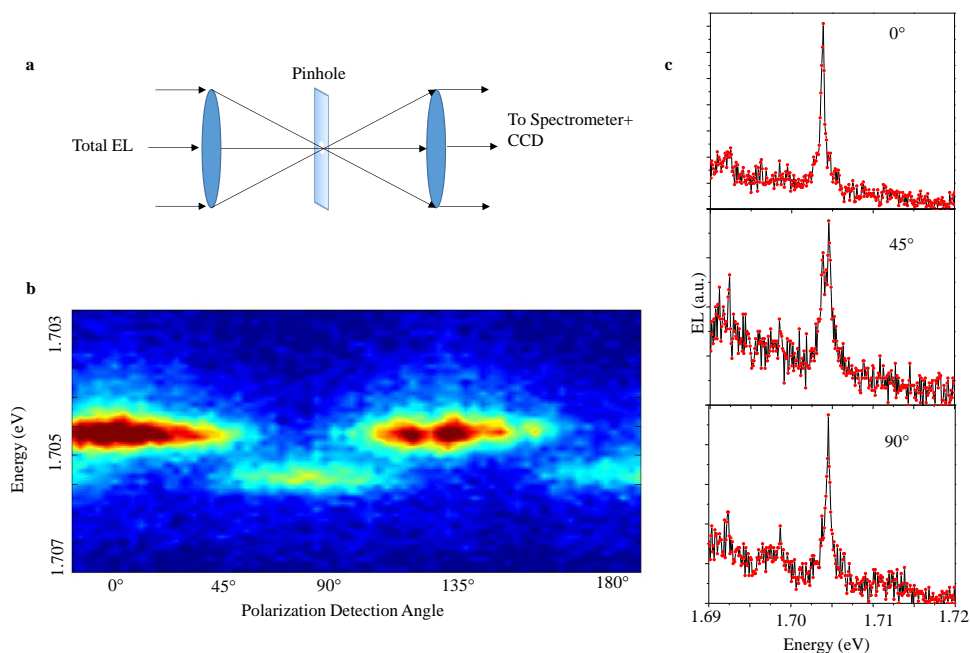 a
Pinhole
Total EL
To Spectrometer+
CCD
b
Energy (eV)
1.703
1.705
1.707
0°
45°
90°
135°
180°
Polarization Detection Angle
c
0°
45°
90°
EL (a.u.)
1.69
1.70
1.71
1.72
Energy (eV)